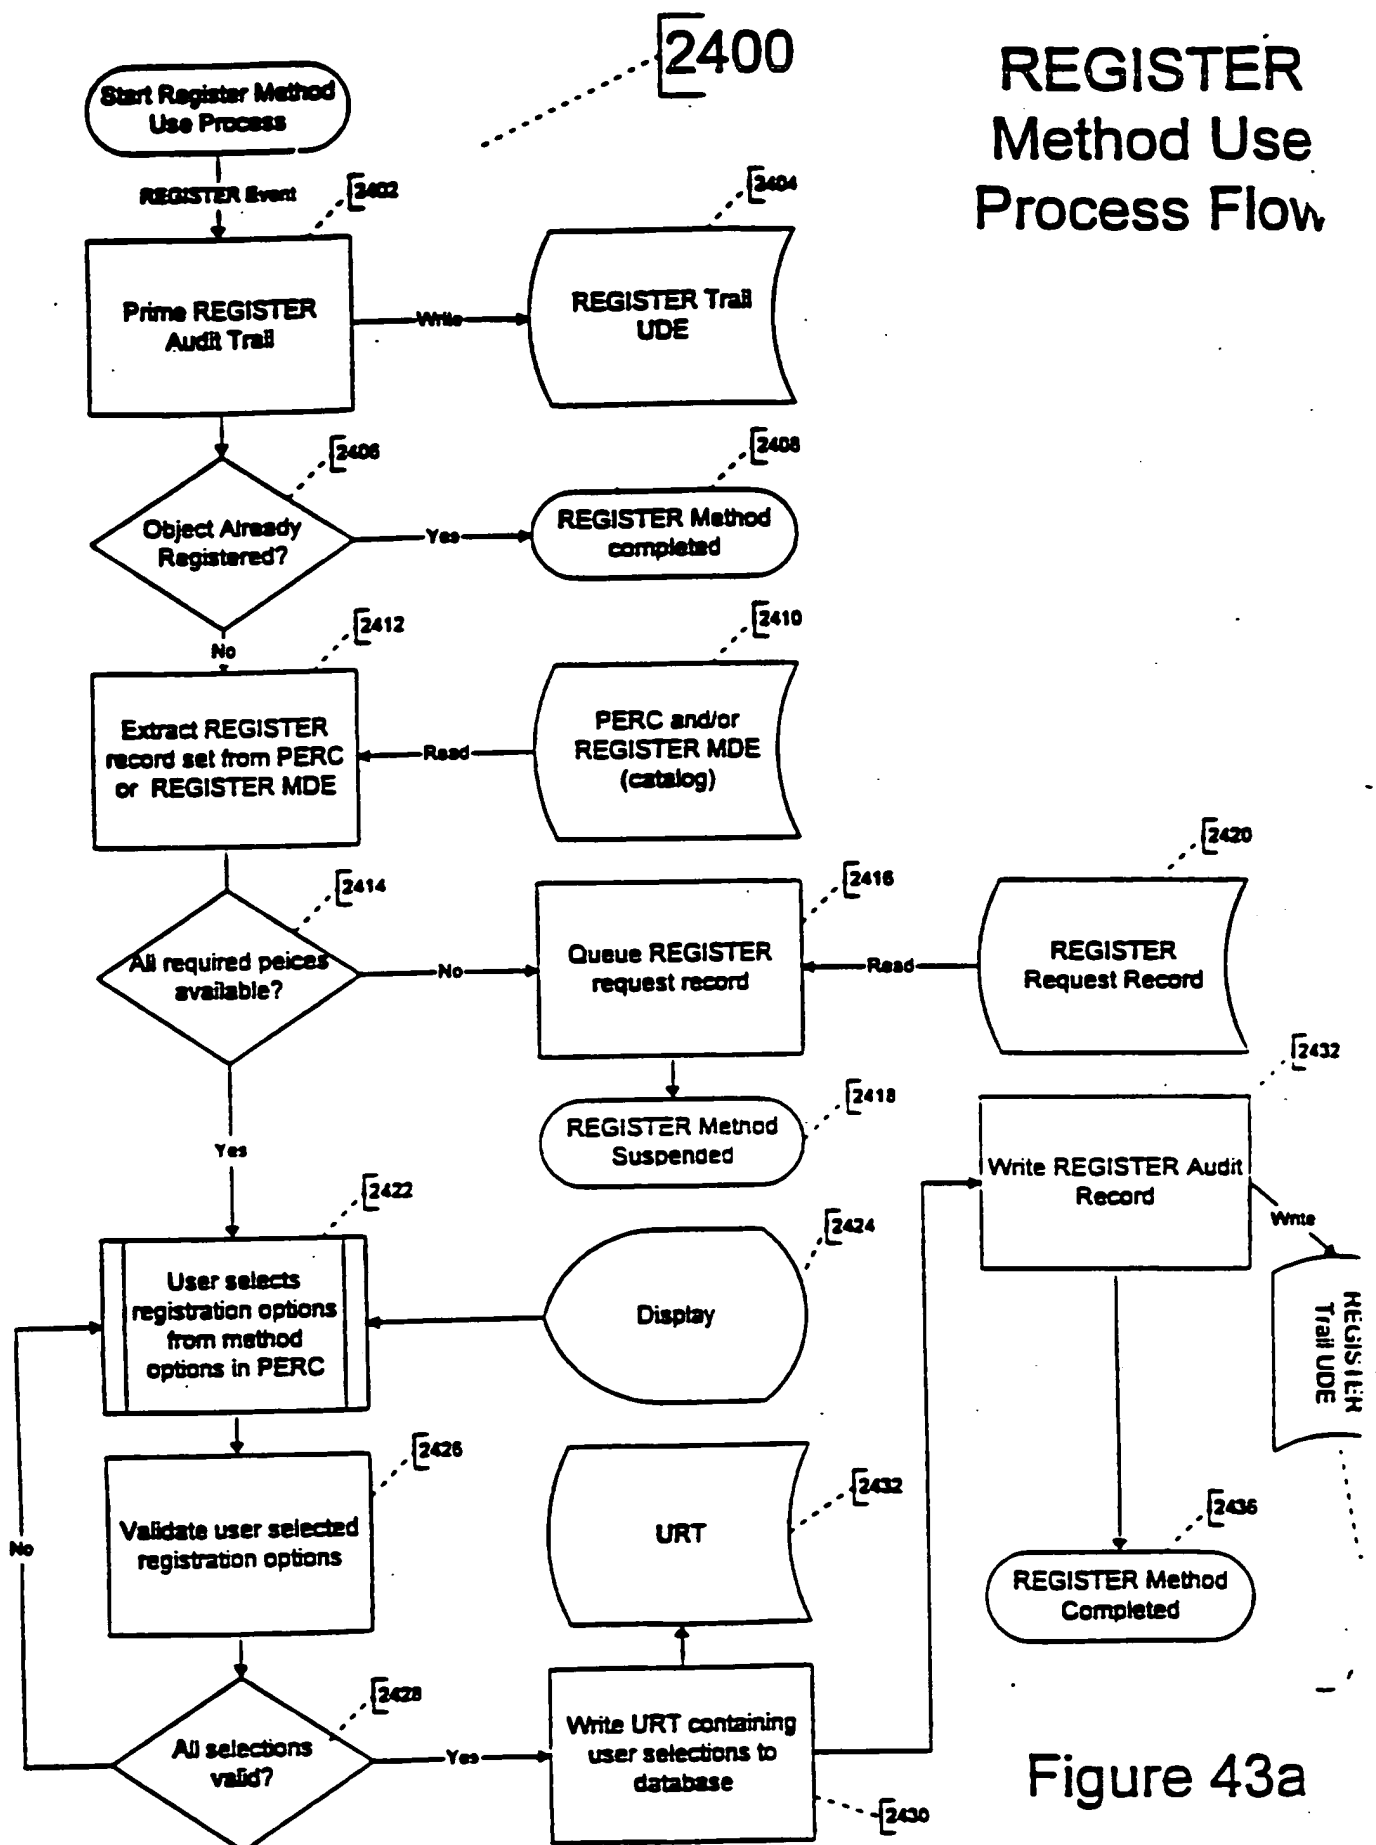 2400
REGISTER
Method Use
Process Flow
Start Register Method
Use Process
REGISTER Event
2402
2404
Prime REGISTER
Audit Trail
Write
REGISTER Trail
UDE
2406
2408
Object Already
Registered?
Yes
REGISTER Method
completed
No
2412
2410
Extract REGISTER
record set from PERC
or REGISTER MDE
Read
PERC and/or
REGISTER MDE
(catalog)
2414
2416
2420
All required peices
available?
No
Queue REGISTER
request record
Read
REGISTER
Request Record
2418
REGISTER Method
Suspended
2432
Write REGISTER Audit
Record
Write
REGISTER
Trail UDE
Yes
2422
2424
User selects
registration options
from method
options in PERC
Display
2426
2432
Validate user selected
registration options
URT
No
2436
REGISTER Method
Completed
2428
All selections
valid?
Yes
Write URT containing
user selections to
database
2430
Figure 43a